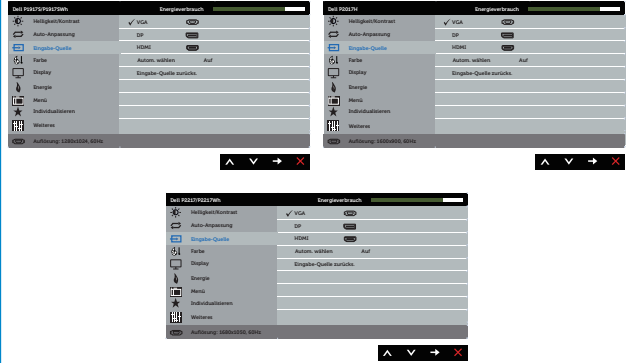 Dell P1917S/P1917SWh Energieverbrauch
Helligkeit/Kontrast ✓ VGA
Auto-Anpassung DP
Eingabe-Quelle HDMI
Farbe Autom. wählen Auf
Display Eingabe-Quelle zurücks.
Energie
Menü
Individualisieren
Weiteres
Auflösung: 1280x1024, 60Hz
Dell P2017H Energieverbrauch
Helligkeit/Kontrast ✓ VGA
Auto-Anpassung DP
Eingabe-Quelle HDMI
Farbe Autom. wählen Auf
Display Eingabe-Quelle zurücks.
Energie
Menü
Individualisieren
Weiteres
Auflösung: 1600x900, 60Hz
Dell P2217/P2217Wh Energieverbrauch
Helligkeit/Kontrast ✓ VGA
Auto-Anpassung DP
Eingabe-Quelle HDMI
Farbe Autom. wählen Auf
Display Eingabe-Quelle zurücks.
Energie
Menü
Individualisieren
Weiteres
Auflösung: 1680x1050, 60Hz